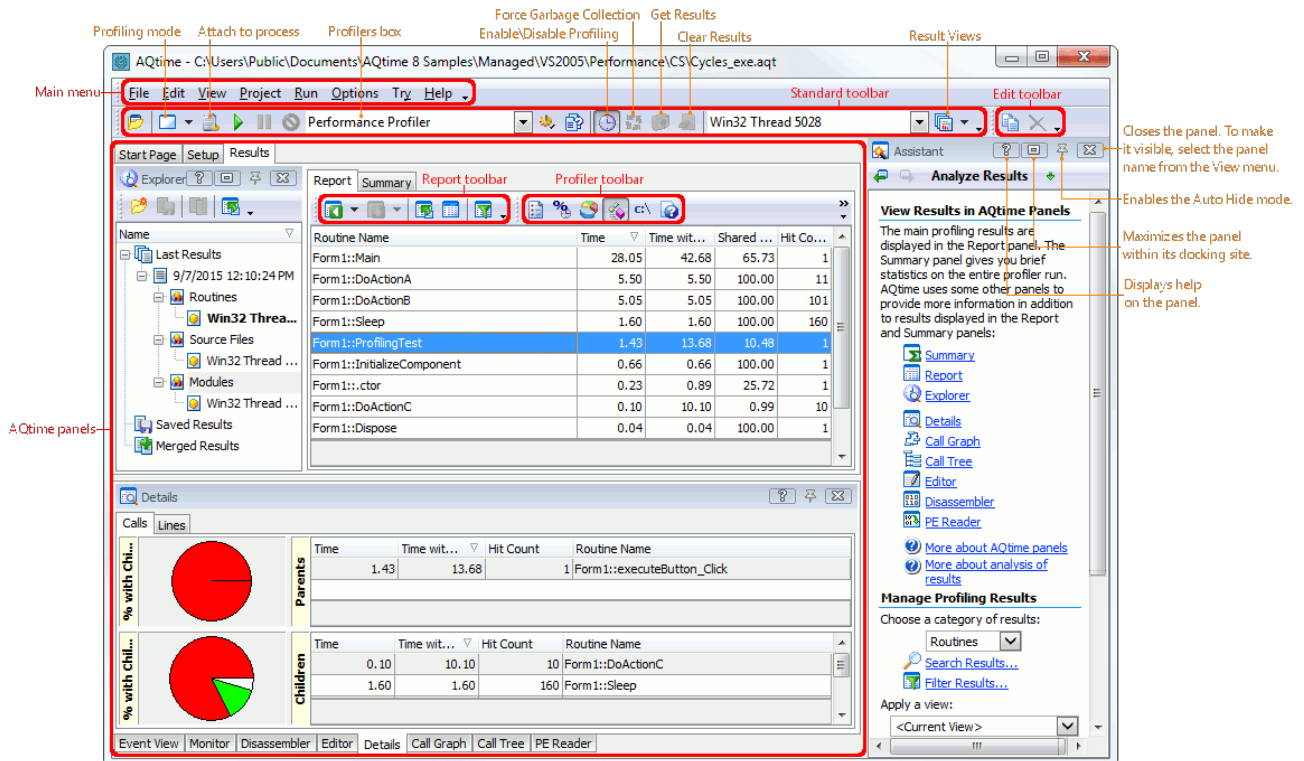 Force Garbage Collection Get Results
Profiling mode Attach to process Profilers box Enable\Disable Profiling Clear Results Result Views
AQtime - C:\Users\Public\Documents\AQtime 8 Samples\Managed\VS2005\Performance\CS\Cycles_exe.aqt
Main menu File Edit View Project Run Options Try Help Standard toolbar Edit toolbar
Performance Profiler Win32 Thread 5028
Start Page Setup Results
Explorer
Name
Last Results
9/7/2015 12:10:24 PM
Routines
Win32 Threa...
Source Files
Win32 Thread ...
Modules
Win32 Thread ...
Saved Results
Merged Results
AQtime panels
Report Summary Report toolbar Profiler toolbar
% C:\ ? »
Routine Name Time Time wit... Shared ... Hit Co...
Form1::Main 28.05 42.68 65.73 1
Form1::DoActionA 5.50 5.50 100.00 11
Form1::DoActionB 5.05 5.05 100.00 101
Form1::Sleep 1.60 1.60 100.00 160
Form1::ProfilingTest 1.43 13.68 10.48 1
Form1::InitializeComponent 0.66 0.66 100.00 1
Form1::.ctor 0.23 0.89 25.72 1
Form1::DoActionC 0.10 10.10 0.99 10
Form1::Dispose 0.04 0.04 100.00 1
Details
Calls Lines
% with Chi...
Parents
Time Time wit... Hit Count Routine Name
1.43 13.68 1 Form1::executeButton_Click
% with Chil...
Children
Time Time wit... Hit Count Routine Name
0.10 10.10 10 Form1::DoActionC
1.60 1.60 160 Form1::Sleep
Event View Monitor Disassembler Editor Details Call Graph Call Tree PE Reader
Assistant
Analyze Results
View Results in AQtime Panels
The main profiling results are
displayed in the Report panel. The
Summary panel gives you brief
statistics on the entire profiler run.
AQtime uses some other panels to
provide more information in addition
to results displayed in the Report
and Summary panels:
Summary
Report
Explorer
Details
Call Graph
Call Tree
Editor
Disassembler
PE Reader
More about AQtime panels
More about analysis of
results
Manage Profiling Results
Choose a category of results:
Routines
Search Results...
Filter Results...
Apply a view:
<Current View>
Closes the panel. To make
it visible, select the panel
name from the View menu.
Enables the Auto Hide mode.
Maximizes the panel
within its docking site.
Displays help
on the panel.